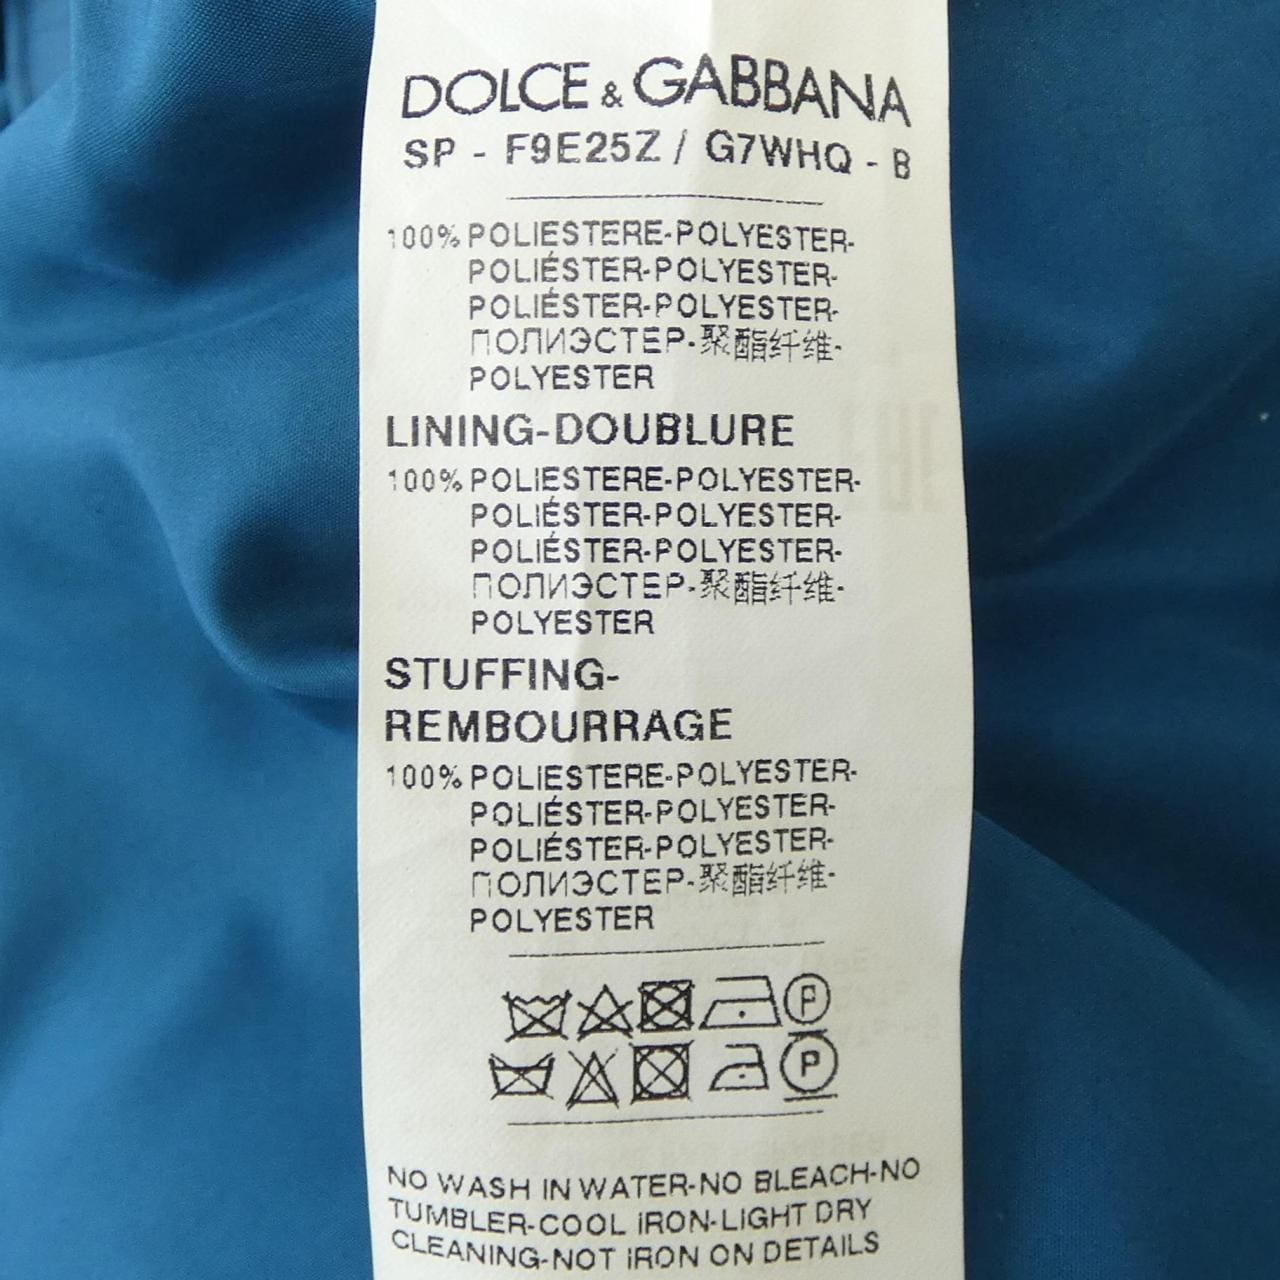 DOLCE & GABBANA
SP - F9E25Z / G7WHQ - B
100% POLIESTERE-POLYESTER-
POLIÉSTER-POLYESTER-
POLIÉSTER-POLYESTER-
ПОЛИЭСТЕР-聚酯纤维-
POLYESTER
LINING-DOUBLURE
100% POLIESTERE-POLYESTER-
POLIÉSTER-POLYESTER-
POLIÉSTER-POLYESTER-
ПОЛИЭСТЕР-聚酯纤维-
POLYESTER
STUFFING-
REMBOURRAGE
100% POLIESTERE-POLYESTER-
POLIÉSTER-POLYESTER-
POLIÉSTER-POLYESTER-
ПОЛИЭСТЕР-聚酯纤维-
POLYESTER
P
P
NO WASH IN WATER-NO BLEACH-NO
TUMBLER-COOL IRON-LIGHT DRY
CLEANING-NOT IRON ON DETAILS